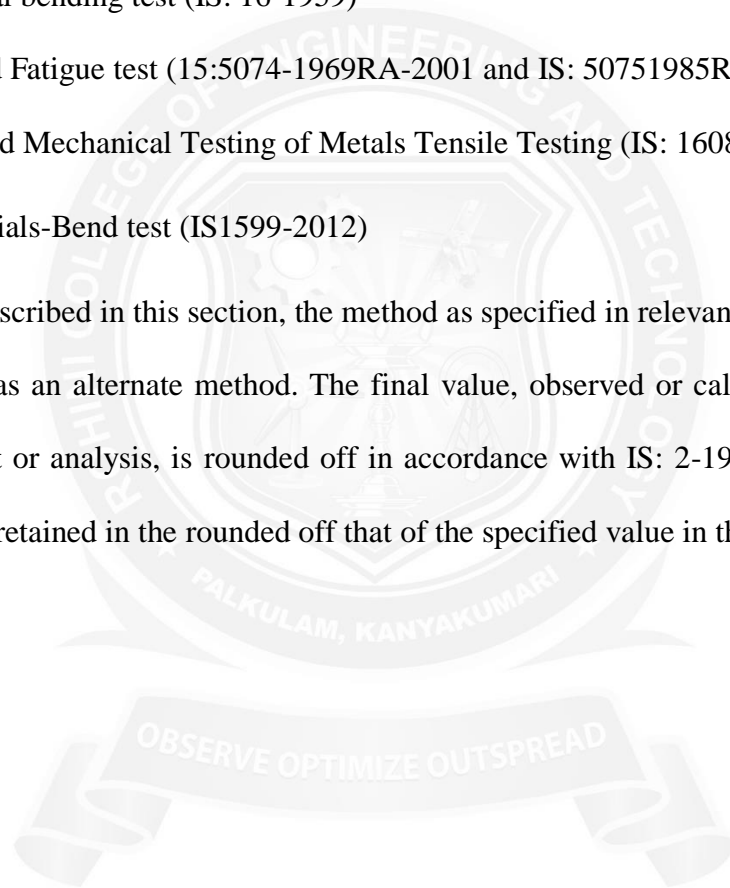 bending test (IS: 16-1959)
Fatigue test (15:5074-1969RA-2001 and IS: 50751985R
Mechanical Testing of Metals Tensile Testing (IS: 1608
ials-Bend test (IS1599-2012)
scribed in this section, the method as specified in relevan
as an alternate method. The final value, observed or cal
t or analysis, is rounded off in accordance with IS: 2-19
retained in the rounded off that of the specified value in th
COLLEGE OF ENGINEERING AND TECHNOLOGY
PALKULAM, KANYAKUMARI
OBSERVE OPTIMIZE OUTSPREAD